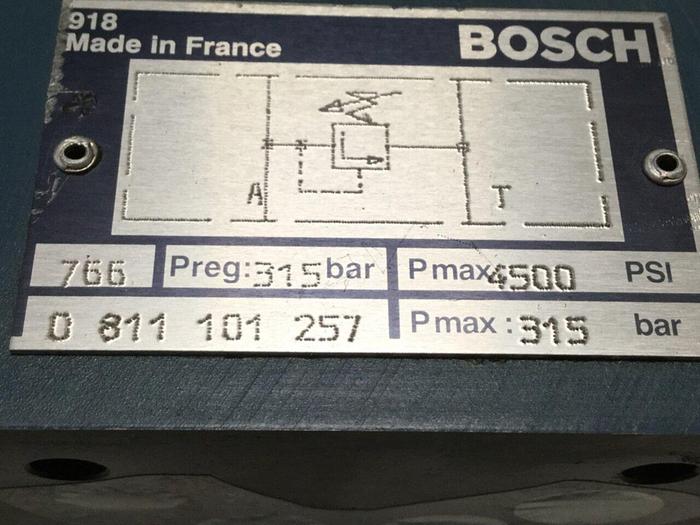 918
Made in France
BOSCH
A
T
766
Preg: 315 bar
Pmax 4500 PSI
0 811 101 257
Pmax : 315 bar